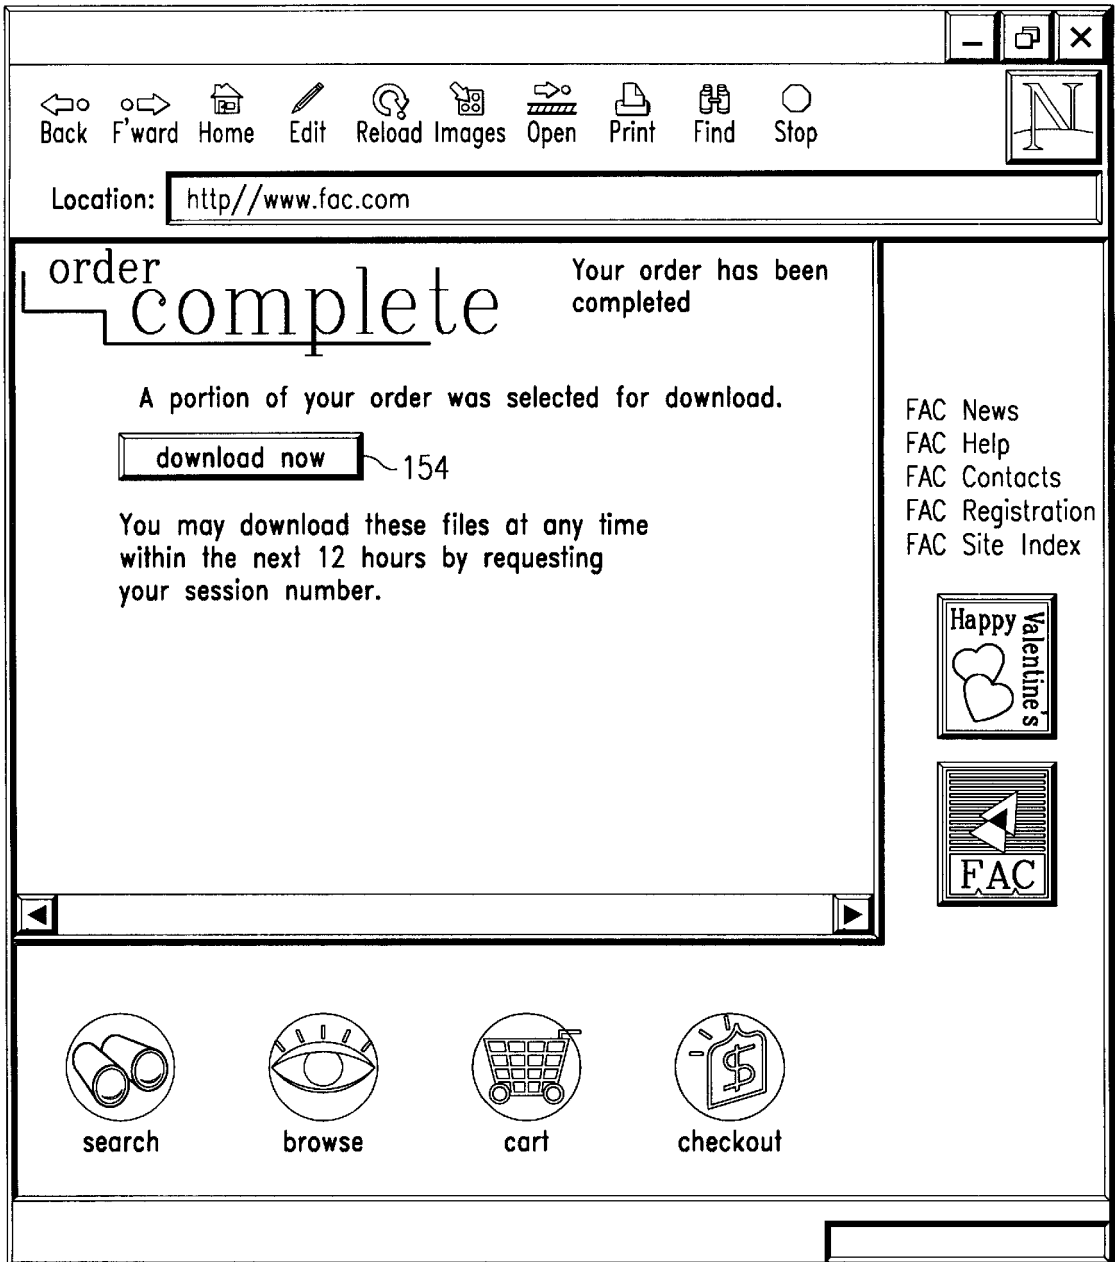 Back F'ward Home Edit Reload Images Open Print Find Stop
N
Location: http//www.fac.com
order
complete
Your order has been
completed
A portion of your order was selected for download.
download now
154
You may download these files at any time
within the next 12 hours by requesting
your session number.
FAC News
FAC Help
FAC Contacts
FAC Registration
FAC Site Index
Happy
Valentine's
FAC
$
search browse cart checkout